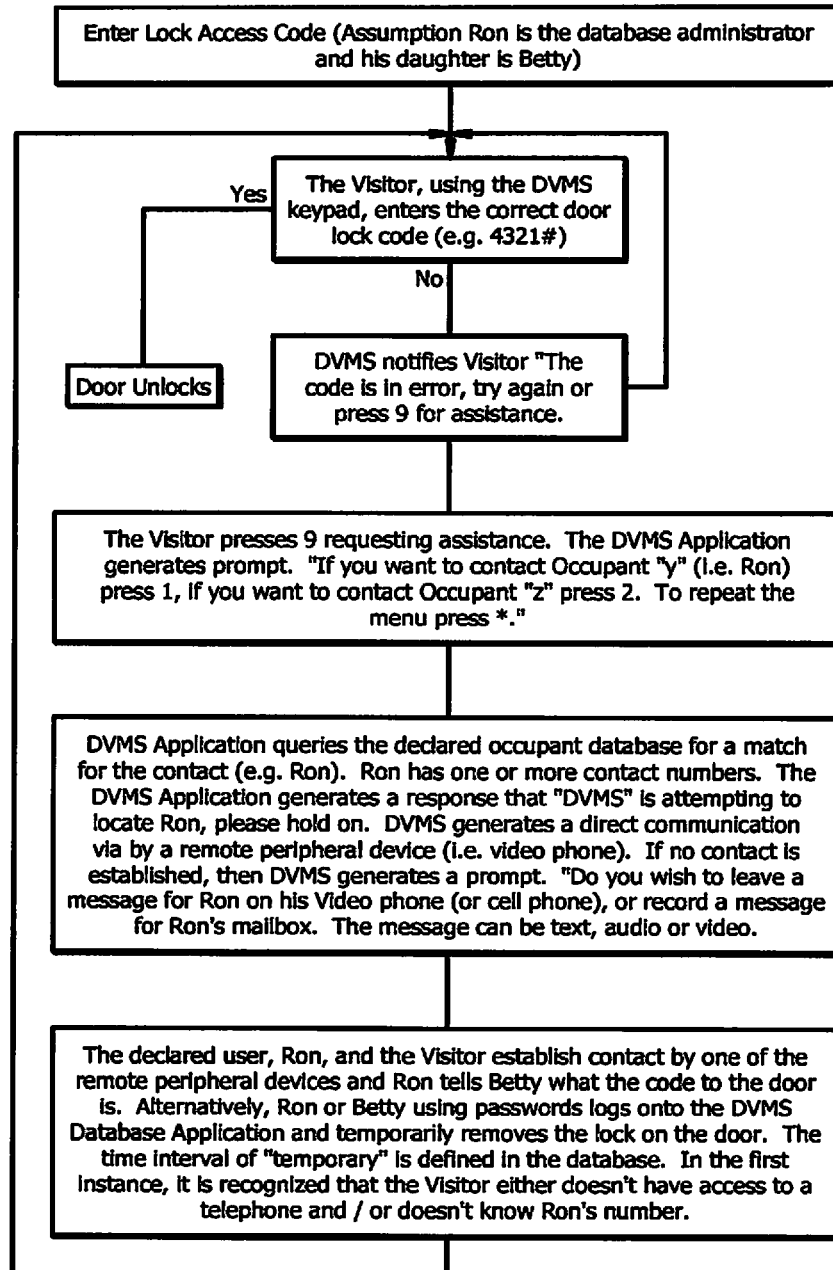 Enter Lock Access Code (Assumption Ron is the database administrator
and his daughter is Betty)
Yes
The Visitor, using the DVMS
keypad, enters the correct door
lock code (e.g. 4321#)
No
Door Unlocks
DVMS notifies Visitor "The
code is in error, try again or
press 9 for assistance.
The Visitor presses 9 requesting assistance. The DVMS Application
generates prompt. "If you want to contact Occupant "y" (i.e. Ron)
press 1, if you want to contact Occupant "z" press 2. To repeat the
menu press *."
DVMS Application queries the declared occupant database for a match
for the contact (e.g. Ron). Ron has one or more contact numbers. The
DVMS Application generates a response that "DVMS" is attempting to
locate Ron, please hold on. DVMS generates a direct communication
via by a remote peripheral device (i.e. video phone). If no contact is
established, then DVMS generates a prompt. "Do you wish to leave a
message for Ron on his Video phone (or cell phone), or record a message
for Ron's mailbox. The message can be text, audio or video.
The declared user, Ron, and the Visitor establish contact by one of the
remote peripheral devices and Ron tells Betty what the code to the door
is. Alternatively, Ron or Betty using passwords logs onto the DVMS
Database Application and temporarily removes the lock on the door. The
time interval of "temporary" is defined in the database. In the first
instance, it is recognized that the Visitor either doesn't have access to a
telephone and / or doesn't know Ron's number.